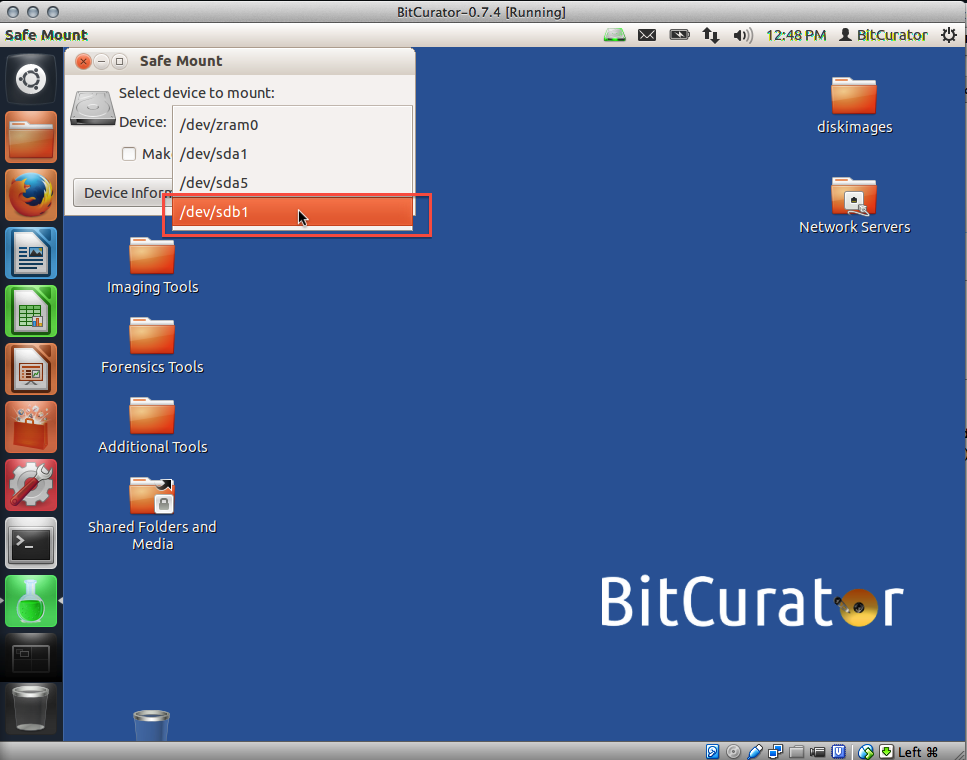 BitCurator-0.7.4 [Running]
Safe Mount
12:48 PM
BitCurator
Safe Mount
Select device to mount:
Device:
/dev/zram0
Mak
/dev/sda1
/dev/sda5
Device Inform
/dev/sdb1
diskimages
Network Servers
Imaging Tools
Forensics Tools
Additional Tools
Shared Folders and
Media
BitCurator
Left ⌘